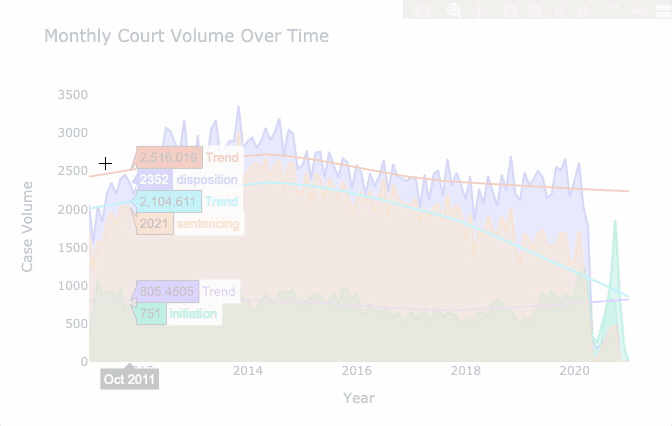 Monthly Court Volume Over Time
3500
3000
2500
2000
1500
1000
500
0
Case Volume
2,516.016 Trend
2352 disposition
2,104.611 Trend
2021 sentencing
805.4505 Trend
751 initiation
Oct 2011
2014
2016
2018
2020
Year